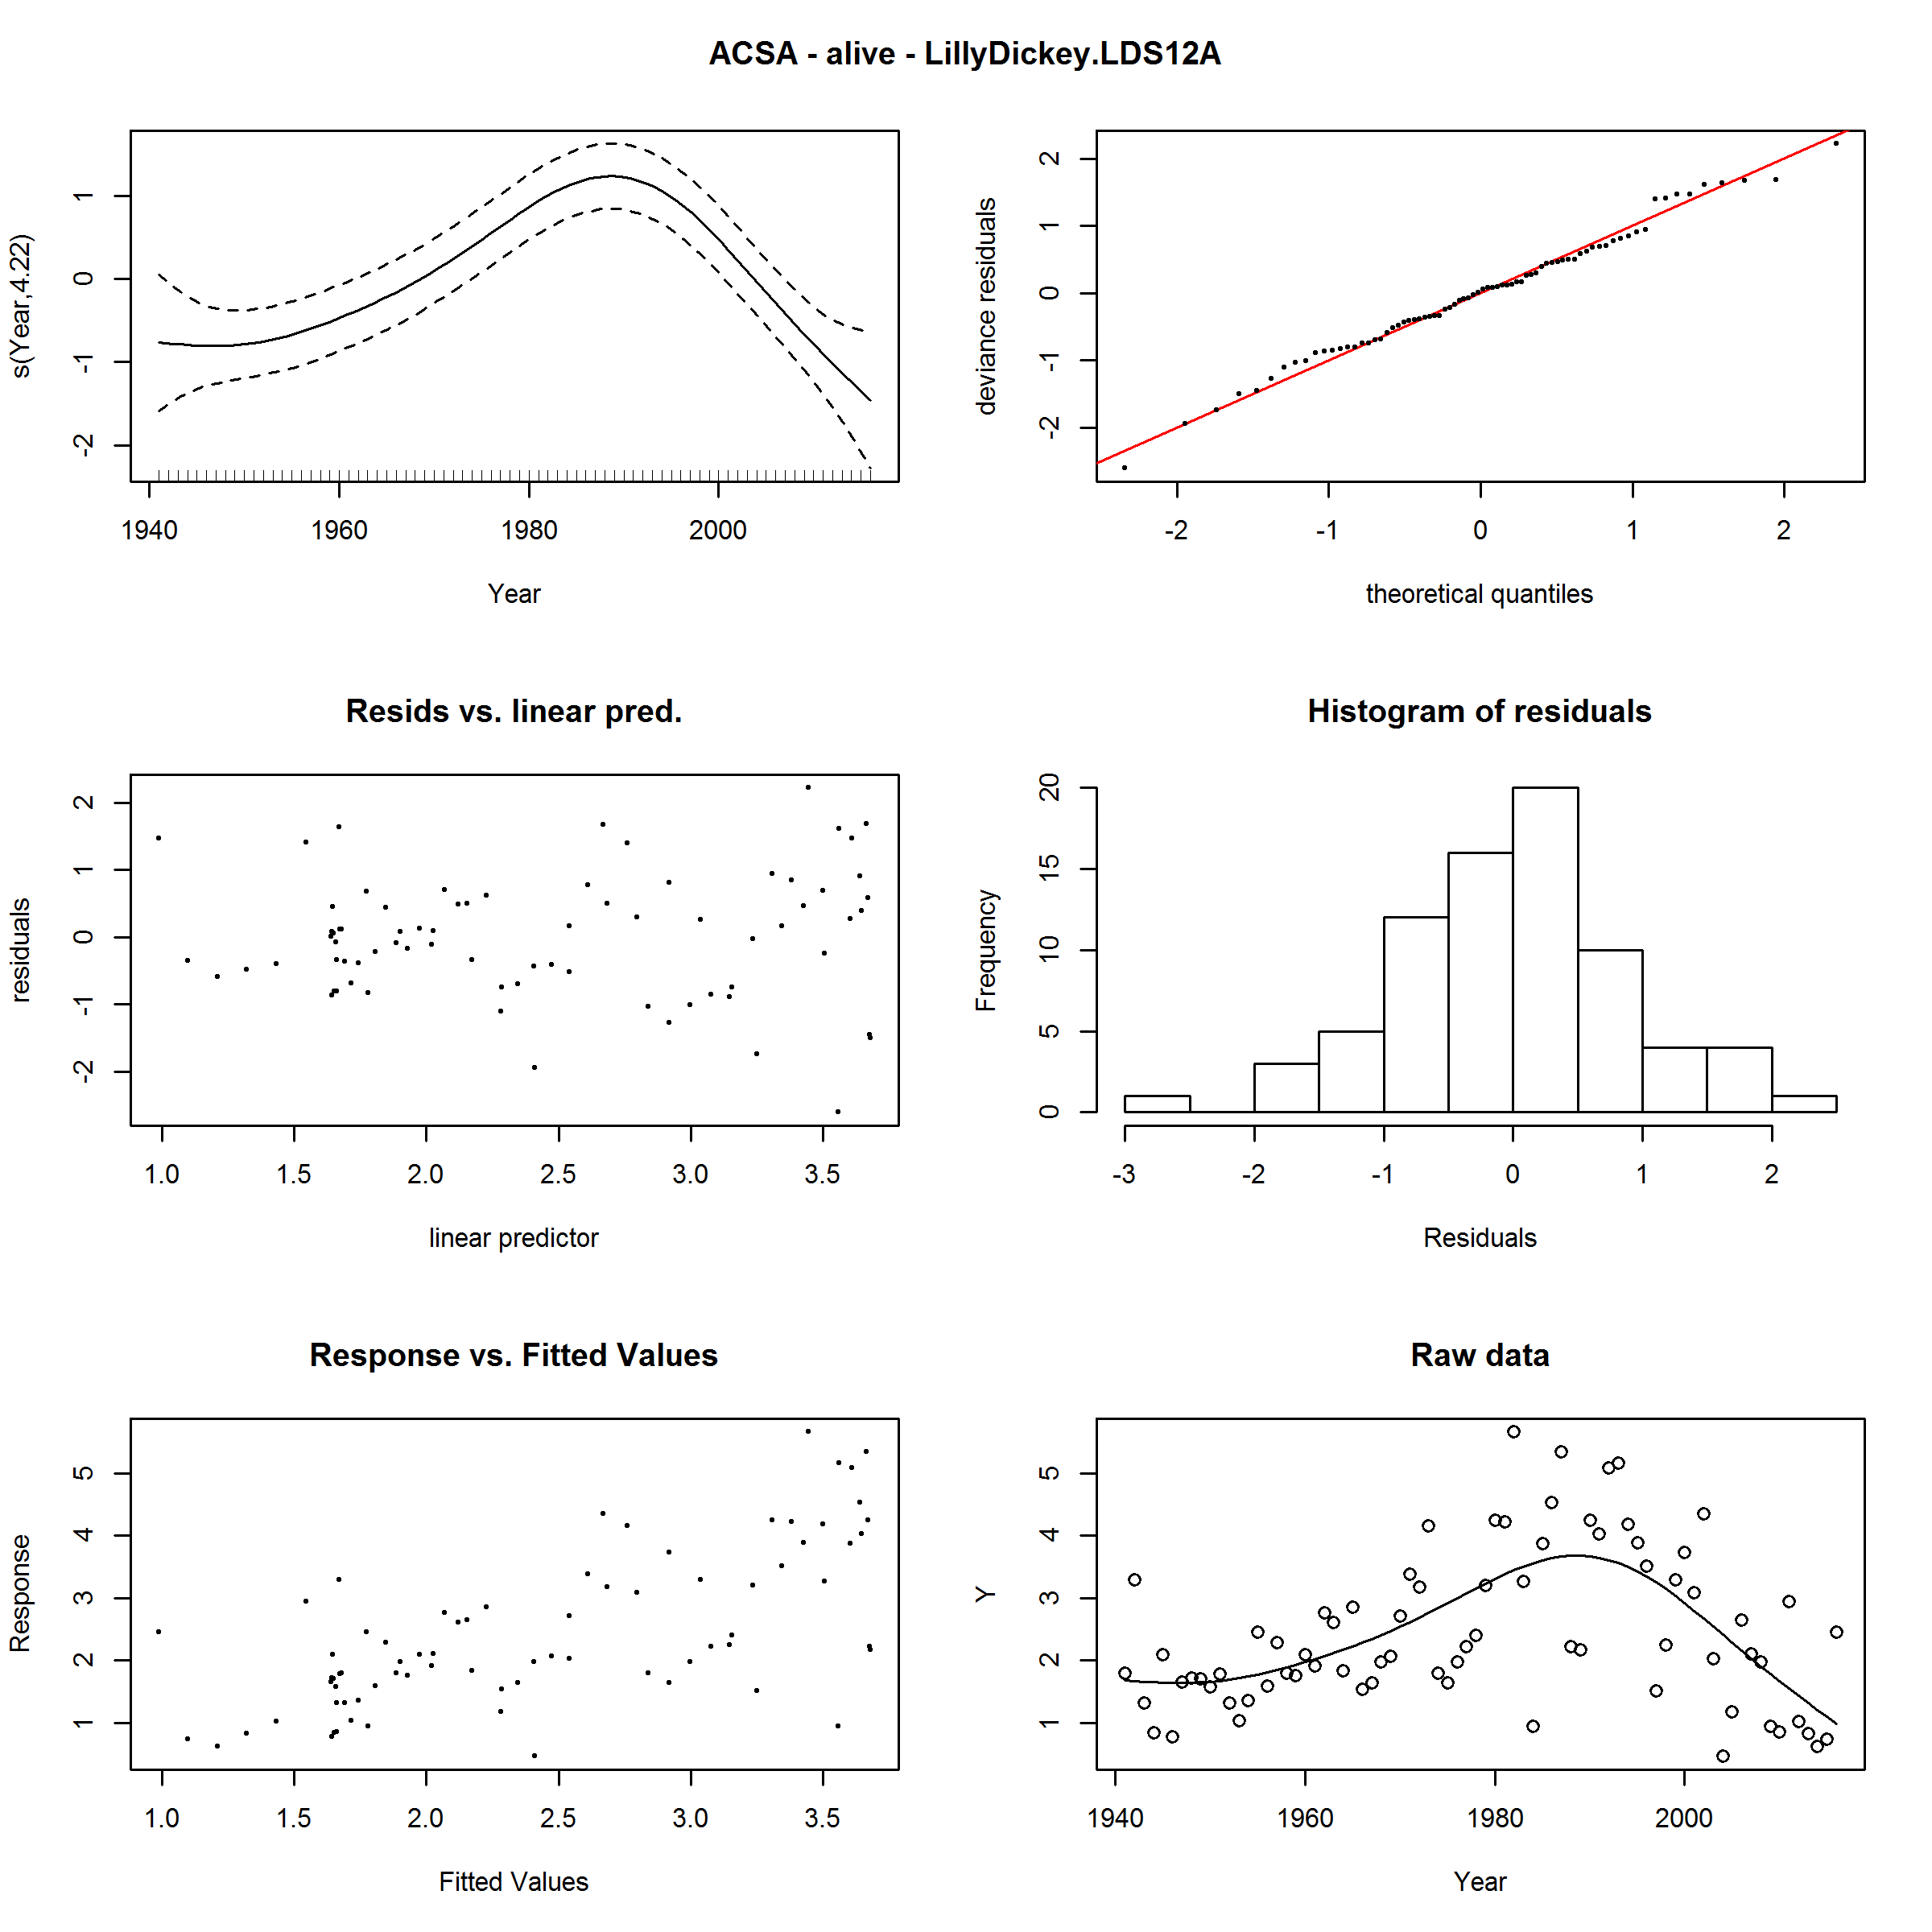 ACSA - alive - LillyDickey.LDS12A
s(Year,4.22)
1
0
-1
-2
1940 1960 1980 2000
Year
deviance residuals
2
1
0
-1
-2
-2 -1 0 1 2
theoretical quantiles
Resids vs. linear pred.
residuals
2
1
0
-1
-2
1.0 1.5 2.0 2.5 3.0 3.5
linear predictor
Histogram of residuals
Frequency
20
15
10
5
0
-3 -2 -1 0 1 2
Residuals
Response vs. Fitted Values
Response
5
4
3
2
1
1.0 1.5 2.0 2.5 3.0 3.5
Fitted Values
Raw data
Y
5
4
3
2
1
1940 1960 1980 2000
Year